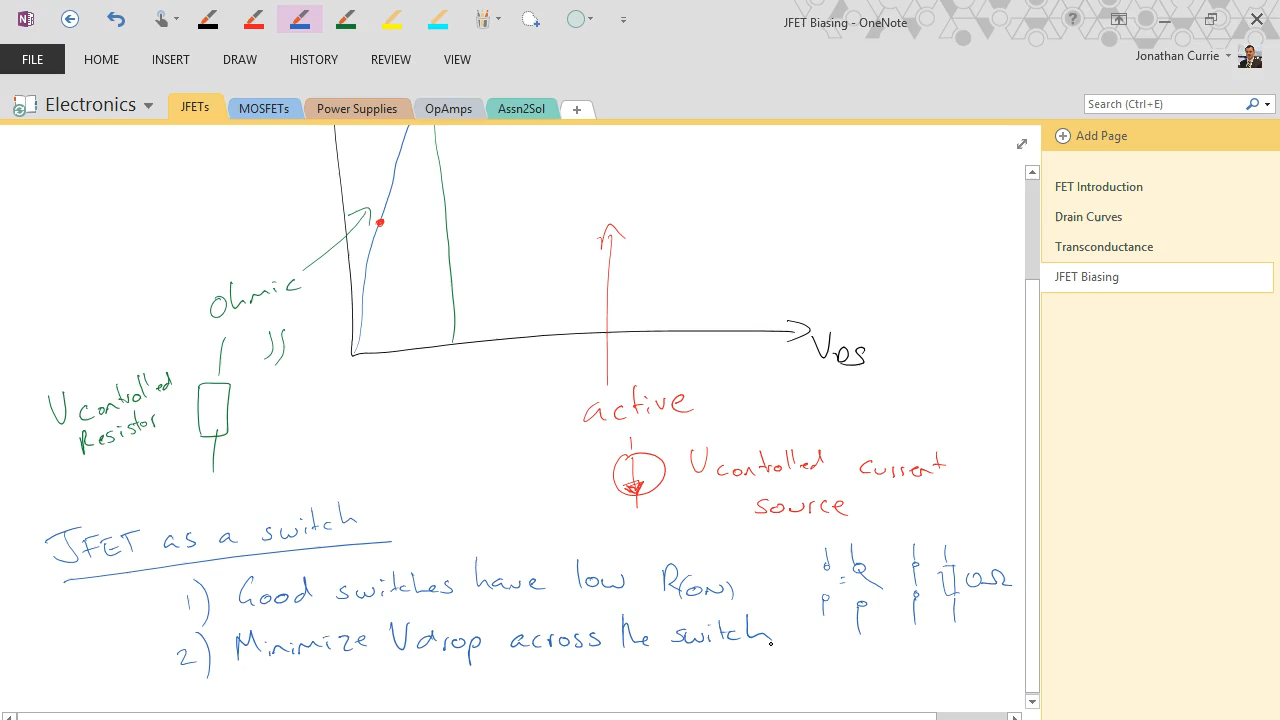 JFET Biasing - OneNote
?
FILE
HOME
INSERT
DRAW
HISTORY
REVIEW
VIEW
Jonathan Currie
Electronics
JFETs
MOSFETs
Power Supplies
OpAmps
Assn2Sol
Search (Ctrl+E)
Add Page
FET Introduction
Drain Curves
Transconductance
JFET Biasing
Ohmic
V controlled
Resistor
VDS
active
V controlled current
source
JFET as a switch
1) Good switches have low R(ON)
0Ω
2) Minimize Vdrop across the switch